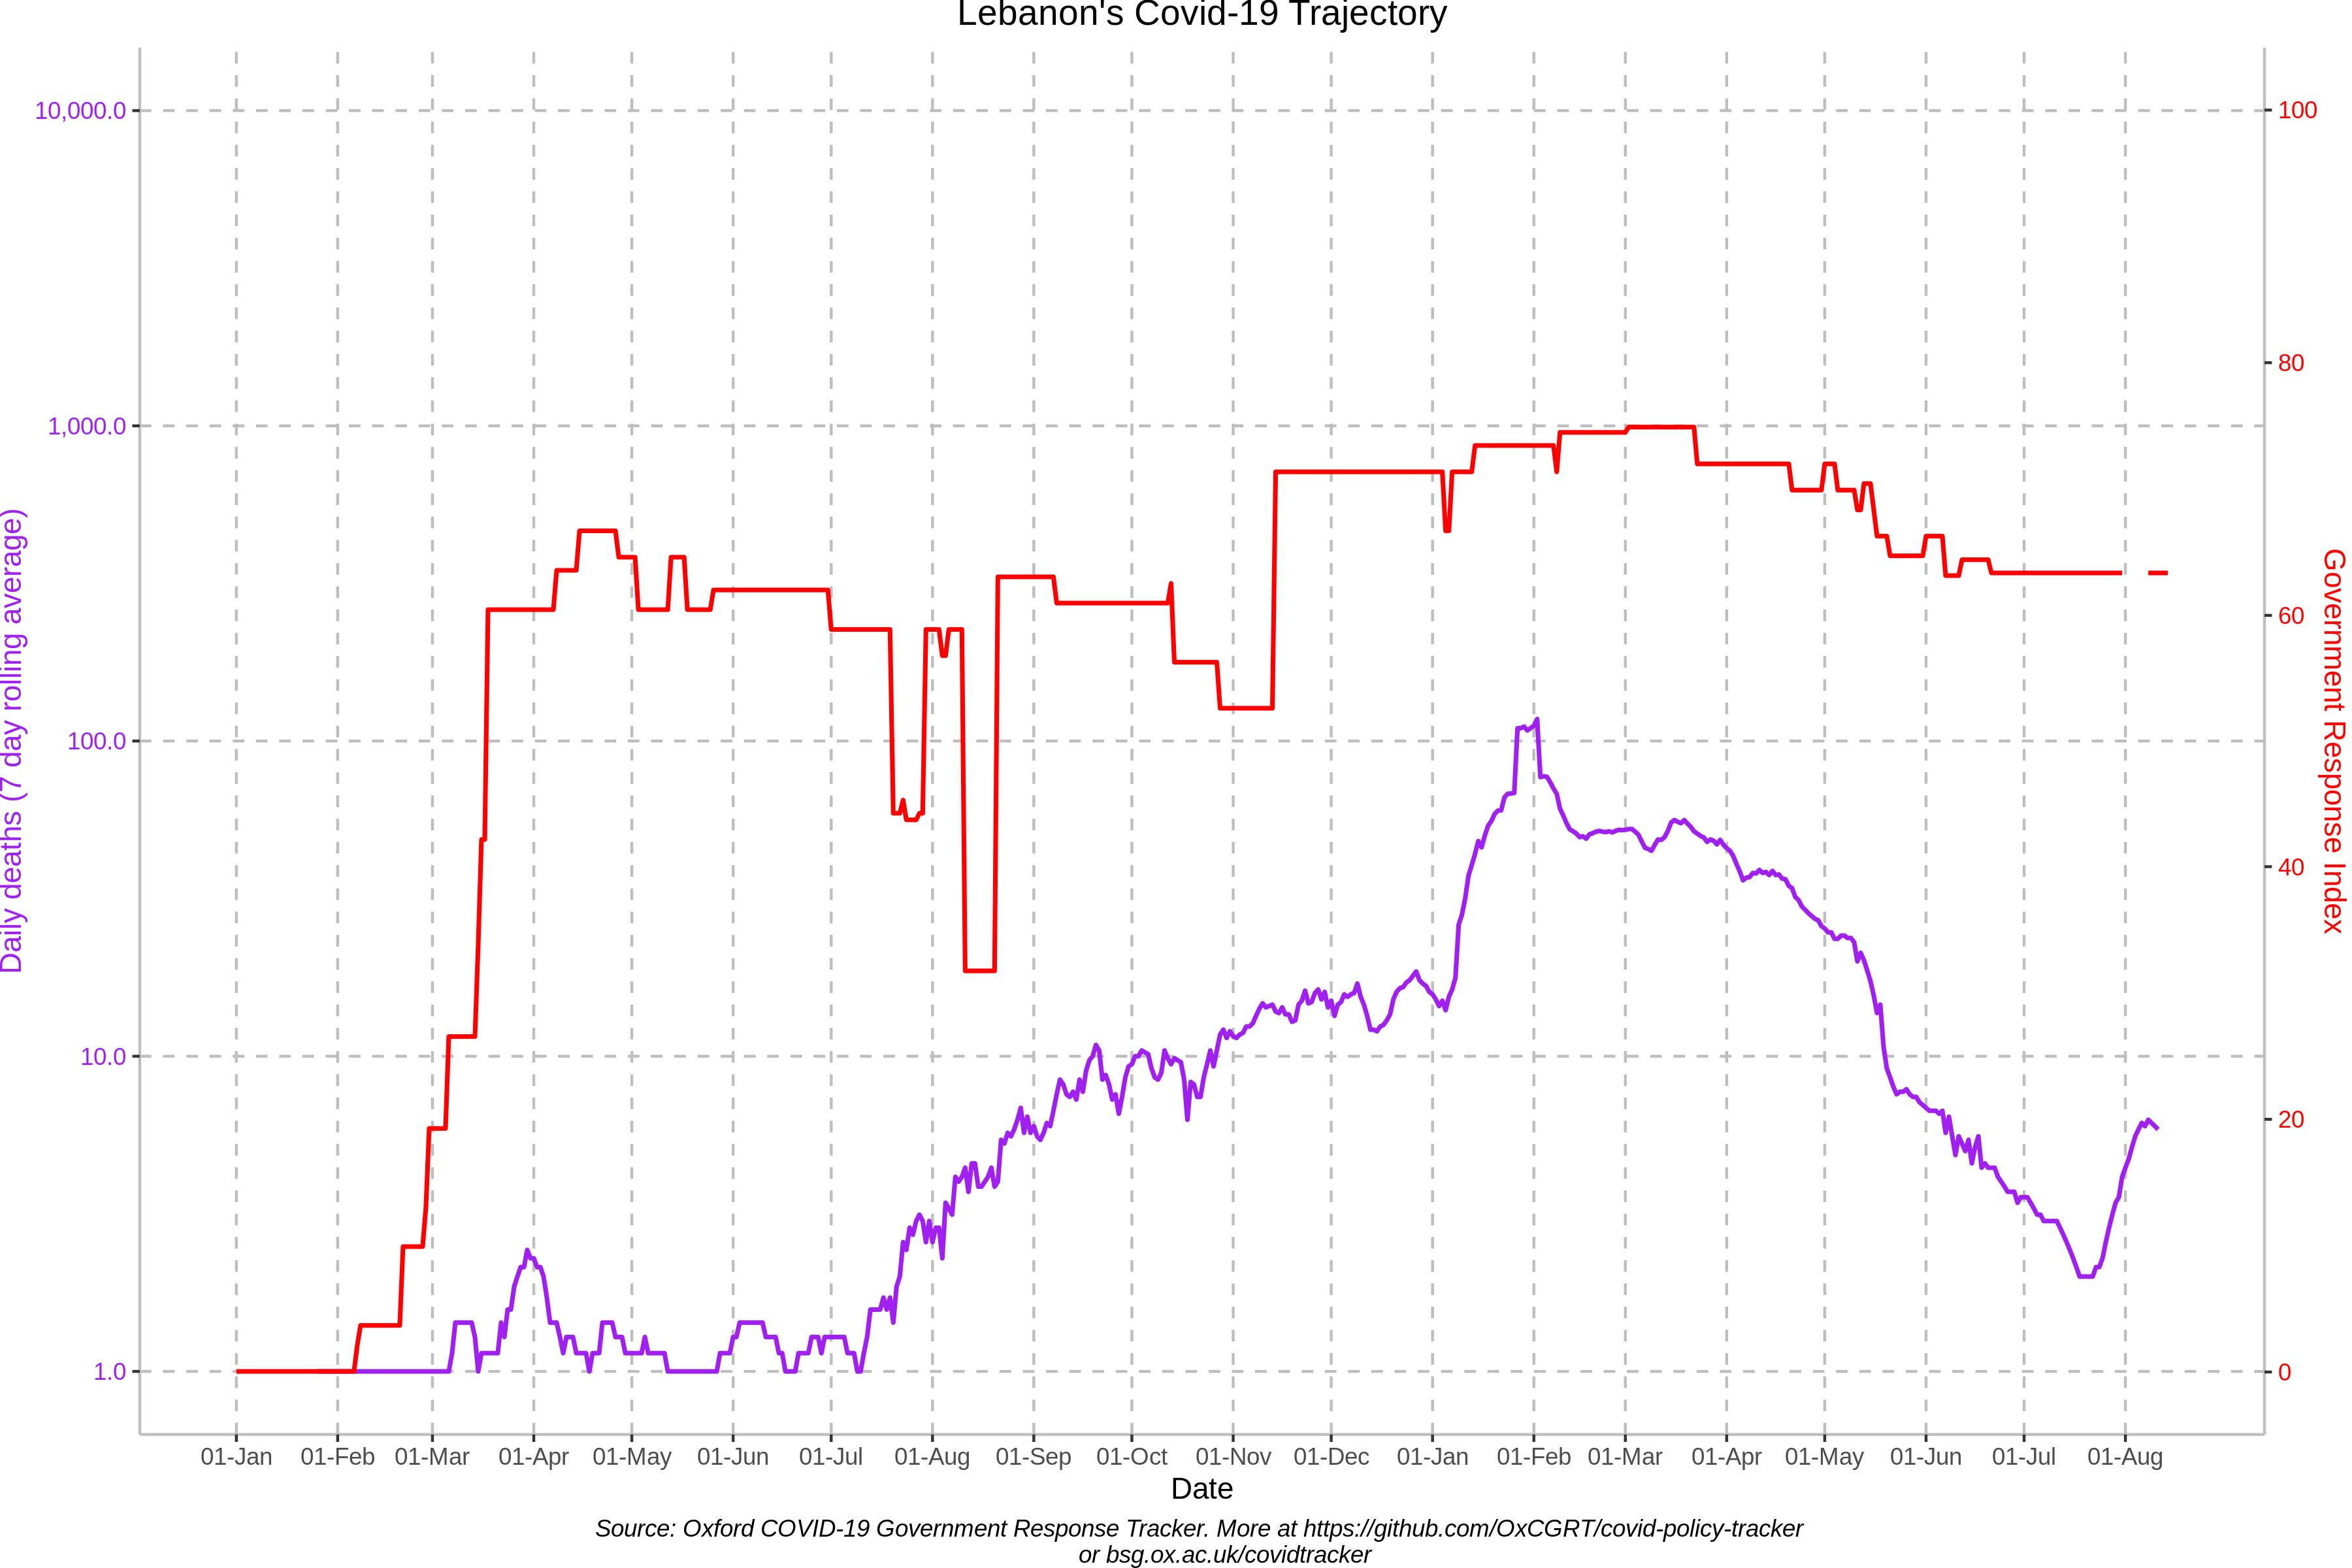 Lebanon's Covid-19 Trajectory
10,000.0
1,000.0
100.0
10.0
1.0
Daily deaths (7 day rolling average)
100
80
60
40
20
0
Government Response Index
01-Jan 01-Feb 01-Mar 01-Apr 01-May 01-Jun 01-Jul 01-Aug 01-Sep 01-Oct 01-Nov 01-Dec 01-Jan 01-Feb 01-Mar 01-Apr 01-May 01-Jun 01-Jul 01-Aug
Date
Source: Oxford COVID-19 Government Response Tracker. More at https://github.com/OxCGRT/covid-policy-tracker
or bsg.ox.ac.uk/covidtracker